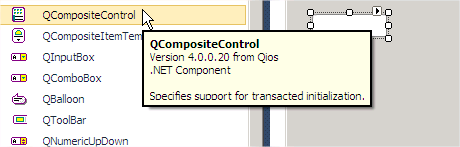 QCompositeControl
QCompositeItemTem
QInputBox
QComboBox
QBalloon
QToolBar
QNumericUpDown
QCompositeControl
Version 4.0.0.20 from Qios
.NET Component
Specifies support for transacted initialization.